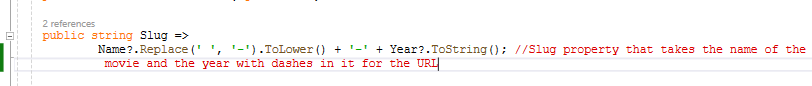 2 references
public string Slug =>
Name?.Replace(' ', '-').ToLower() + '-' + Year?.ToString(); //Slug property that takes the name of the
movie and the year with dashes in it for the URL